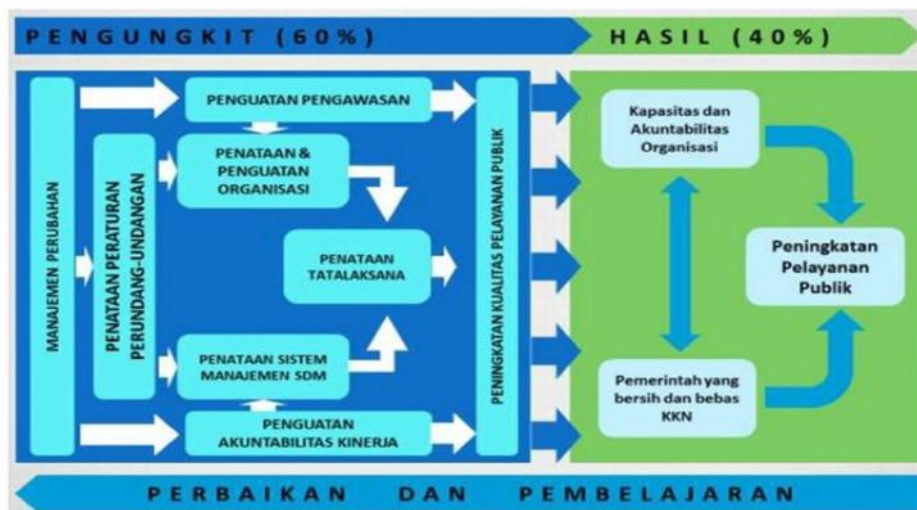 PENGUNGKIT (60%)
HASIL (40%)
MANAJEMEN PERUBAHAN
PENATAAN PERATURAN
PERUNDANG-UNDANGAN
PENGUATAN PENGAWASAN
PENATAAN &
PENGUATAN
ORGANISASI
PENATAAN
TATALAKSANA
PENATAAN SISTEM
MANAJEMEN SDM
PENGUATAN
AKUNTABILITAS KINERJA
PENINGKATAN KUALITAS PELAYANAN PUBLIK
Kapasitas dan
Akuntabilitas
Organisasi
Peningkatan
Pelayanan
Publik
Pemerintah yang
bersih dan bebas
KKN
PERBAIKAN DAN PEMBELAJARAN